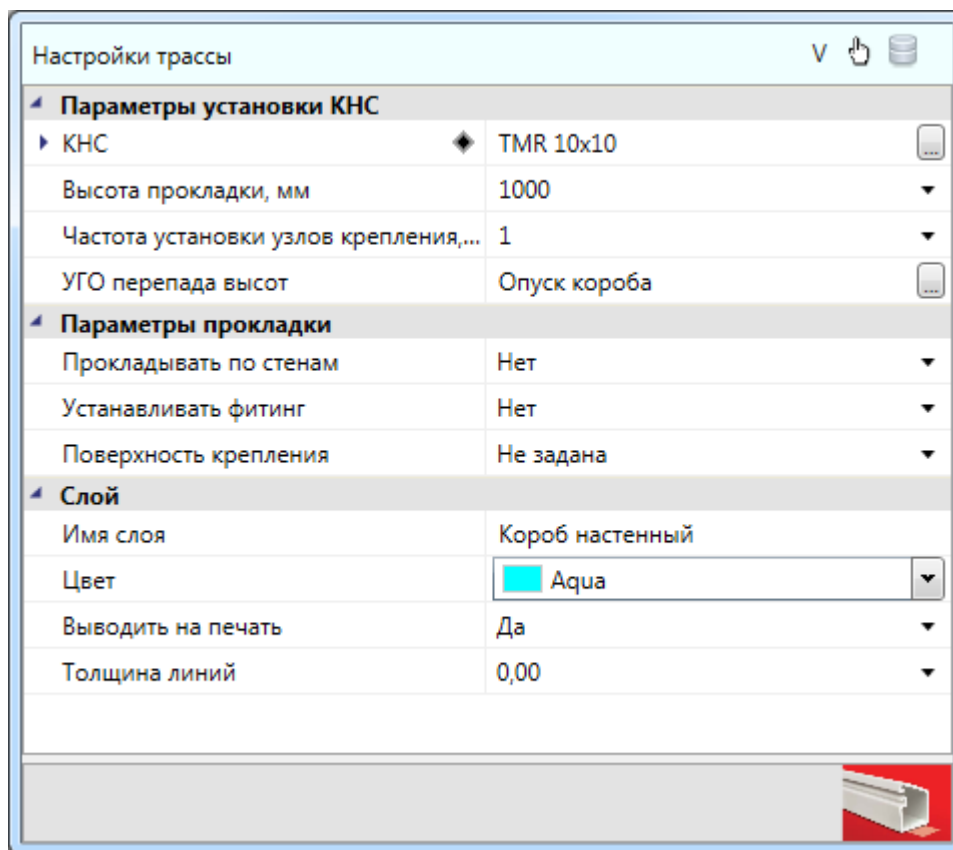 Настройки трассы V
Параметры установки КНС
КНС TMR 10x10 ...
Высота прокладки, мм 1000
Частота установки узлов крепления,... 1
УГО перепада высот Опуск короба ...
Параметры прокладки
Прокладывать по стенам Нет
Устанавливать фитинг Нет
Поверхность крепления Не задана
Слой
Имя слоя Короб настенный
Цвет Aqua
Выводить на печать Да
Толщина линий 0,00